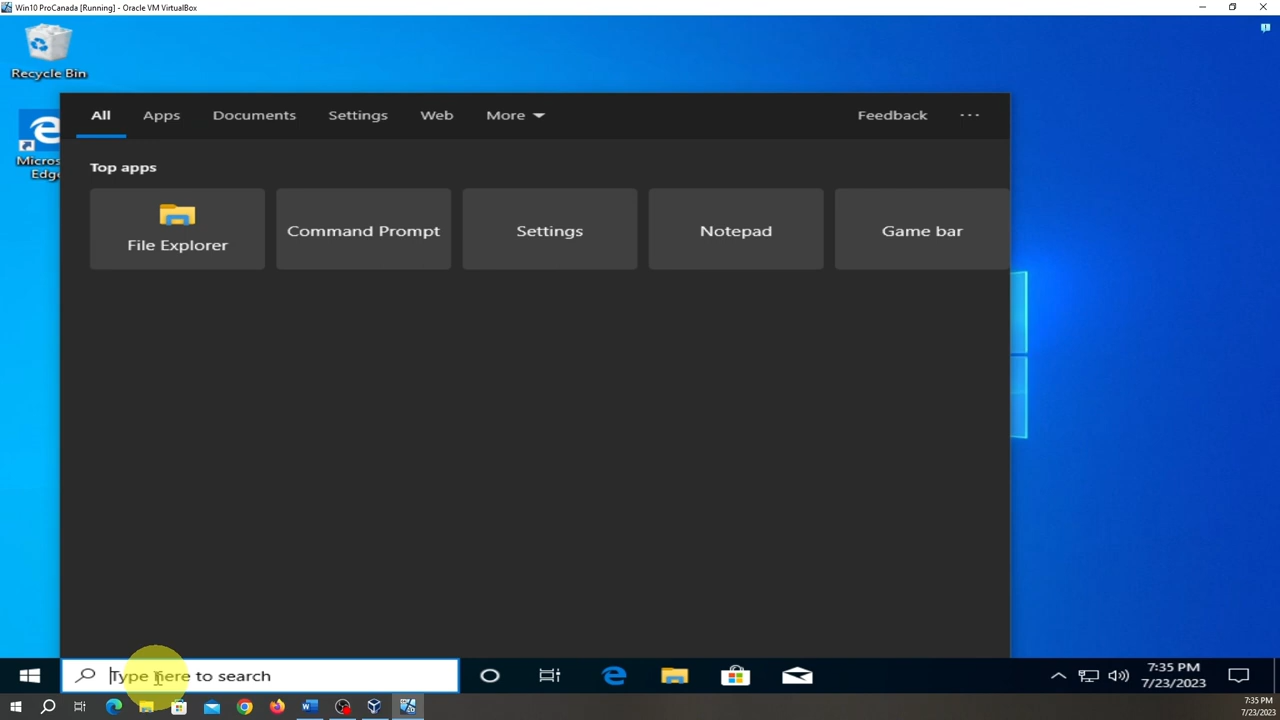 Win10 ProCanada [Running] - Oracle VM VirtualBox
Recycle Bin
Micros
Edge
All Apps Documents Settings Web More Feedback ...
Top apps
File Explorer
Command Prompt
Settings
Notepad
Game bar
Type here to search
7:35 PM
7/23/2023
7:35 PM
7/23/2023